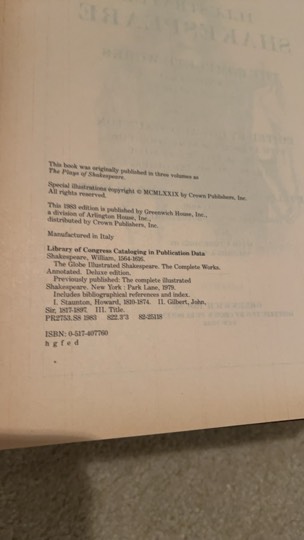 This book was originally published in three volumes as
The Plays of Shakespeare.
Special illustrations copyright © MCMLXXIX by Crown Publishers, Inc.
All rights reserved.
This 1983 edition is published by Greenwich House, Inc.,
a division of Arlington House, Inc.,
distributed by Crown Publishers, Inc.
Manufactured in Italy
Library of Congress Cataloging in Publication Data
Shakespeare, William, 1564-1616.
The Globe Illustrated Shakespeare. The Complete Works.
Annotated. Deluxe edition.
Previously published: The complete illustrated
Shakespeare. New York : Park Lane, 1979.
Includes bibliographical references and index.
I. Staunton, Howard, 1810-1874. II. Gilbert, John,
Sir, 1817-1897. III. Title.
PR2753.S8 1983 822.3'3 82-25118
ISBN: 0-517-407760
h g f e d